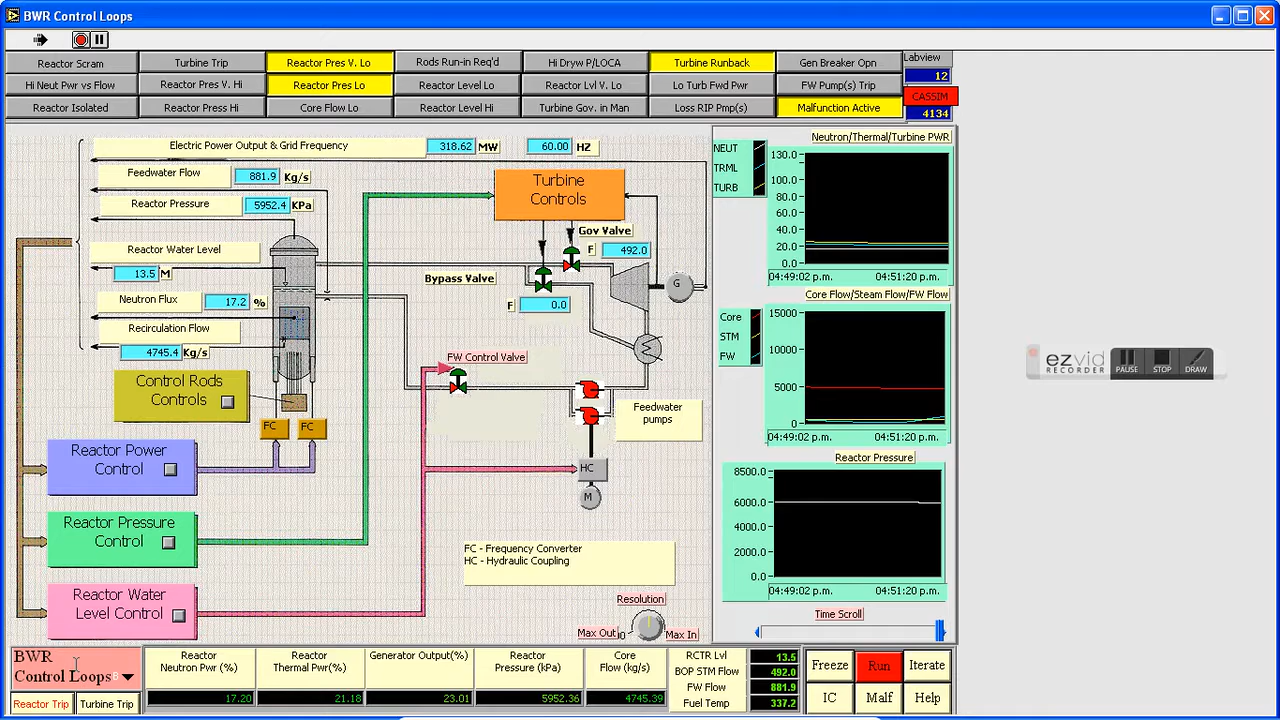 BWR Control Loops
Reactor Scram
Turbine Trip
Reactor Pres V. Lo
Rods Run-in Req'd
Hi Dryw P/LOCA
Turbine Runback
Gen Breaker Opn
Labview
Hi Neut Pwr vs Flow
Reactor Pres V. Hi
Reactor Pres Lo
Reactor Level Lo
Reactor Lvl V. Lo
Lo Turb Fwd Pwr
FW Pump(s) Trip
12
Reactor Isolated
Reactor Pres Hi
Core Flow Lo
Reactor Level Hi
Turbine Gov. in Man
Loss RIP Pmp(s)
Malfunction Active
CASSIM
4134
Electric Power Output & Grid Frequency
318.62 MW
60.00 HZ
Feedwater Flow
881.9 Kg/s
Reactor Pressure
5952.4 KPa
Reactor Water Level
13.5 M
Neutron Flux
17.2 %
Recirculation Flow
4745.4 Kg/s
Control Rods
Controls
FC
FC
Reactor Power
Control
Reactor Pressure
Control
Reactor Water
Level Control
Turbine
Controls
Gov Valve
F 492.0
Bypass Valve
F 0.0
G
FW Control Valve
Feedwater
pumps
HC
M
FC - Frequency Converter
HC - Hydraulic Coupling
Resolution
Max Out
Max In
Neutron/Thermal/Turbine PWR
NEUT
TRML
TURB
130.0
100.0
80.0
60.0
40.0
20.0
0.0
04:49:02 p.m.
04:51:20 p.m.
Core Flow/Steam Flow/FW Flow
Core
STM
FW
15000
10000
5000
0
04:49:02 p.m.
04:51:20 p.m.
Reactor Pressure
8500.0
6000.0
4000.0
2000.0
0.0
04:49:02 p.m.
04:51:20 p.m.
Time Scroll
ezvid
RECORDER
PAUSE
STOP
DRAW
BWR
Control Loops
Reactor Trip
Turbine Trip
Reactor
Neutron Pwr (%)
17.20
Reactor
Thermal Pwr(%)
21.18
Generator Output(%)
23.01
Reactor
Pressure (kPa)
5952.36
Core
Flow (kg/s)
4745.39
RCTR Lvl 13.5
BOP STM Flow 492.0
FW Flow 881.9
Fuel Temp 337.2
Freeze
Run
Iterate
IC
Malf
Help